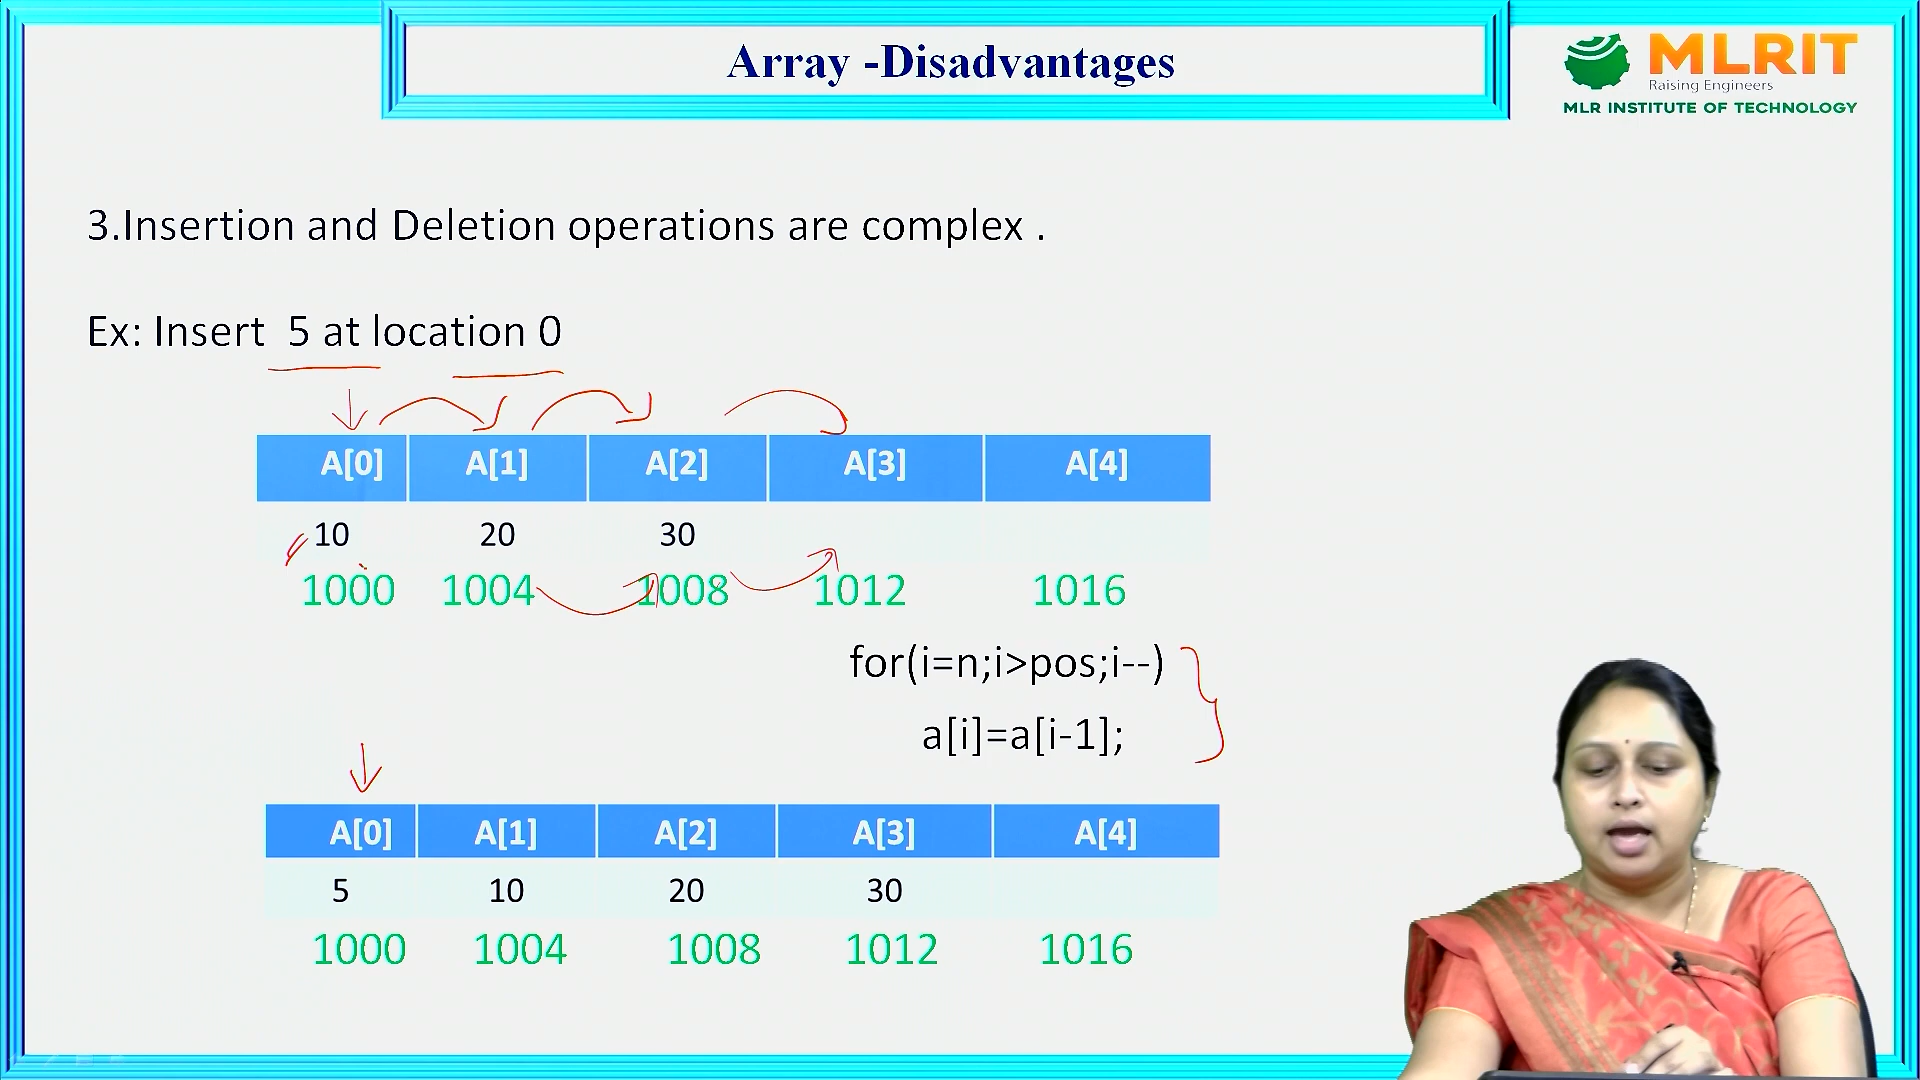 Array -Disadvantages
MLRIT
Raising Engineers
MLR INSTITUTE OF TECHNOLOGY
3.Insertion and Deletion operations are complex .
Ex: Insert  5 at location 0
A[0] A[1] A[2] A[3] A[4]
10 20 30
1000 1004 1008 1012 1016
for(i=n;i>pos;i--)
a[i]=a[i-1];
A[0] A[1] A[2] A[3] A[4]
5 10 20 30
1000 1004 1008 1012 1016